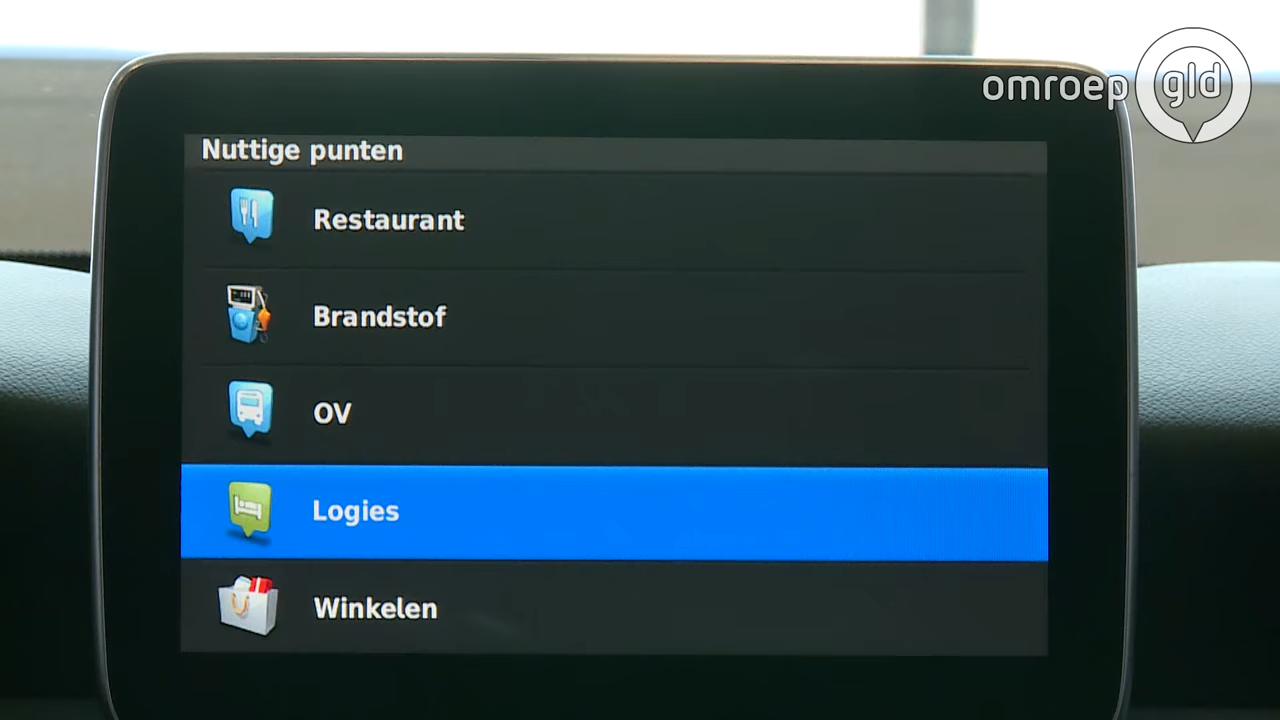 omroep gld
Nuttige punten
Restaurant
Brandstof
OV
Logies
Winkelen